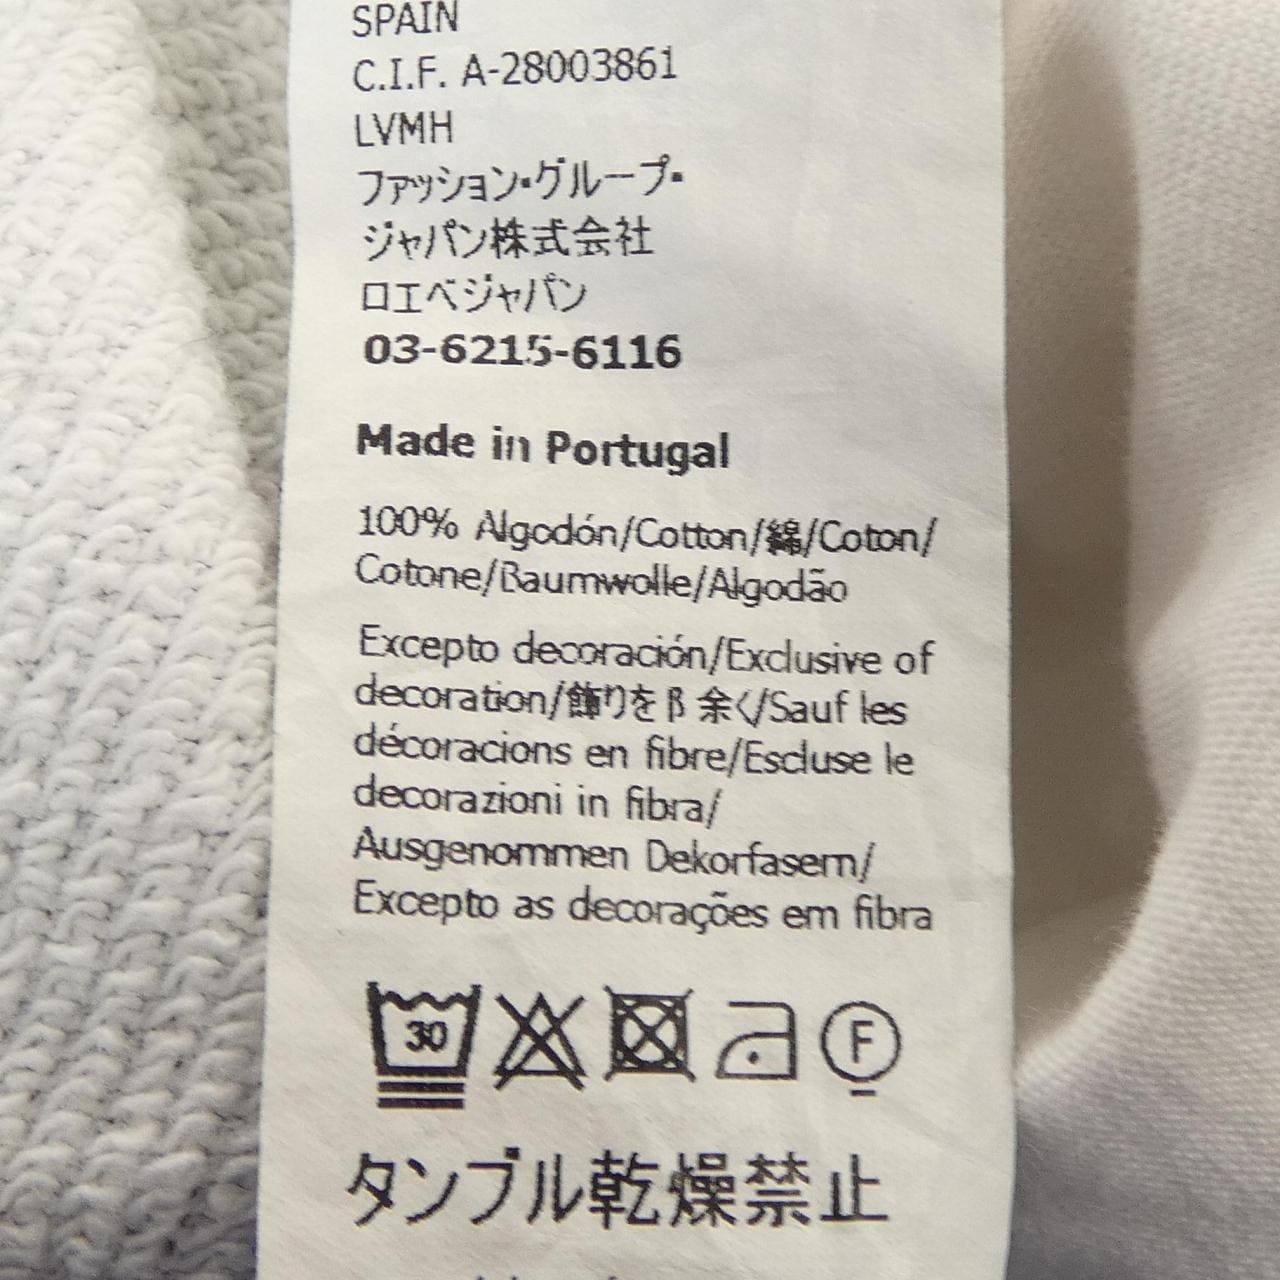 SPAIN
C.I.F. A-28003861
LVMH
ファッション・グループ・
ジャパン株式会社
ロエベジャパン
03-6215-6116
Made in Portugal
100% Algodón/Cotton/綿/Coton/
Cotone/Baumwolle/Algodão
Excepto decoración/Exclusive of
decoration/飾りを除く/Sauf les
décoracions en fibre/Escluse le
decorazioni in fibra/
Ausgenommen Dekorfasern/
Excepto as decorações em fibra
30
F
タンブル乾燥禁止